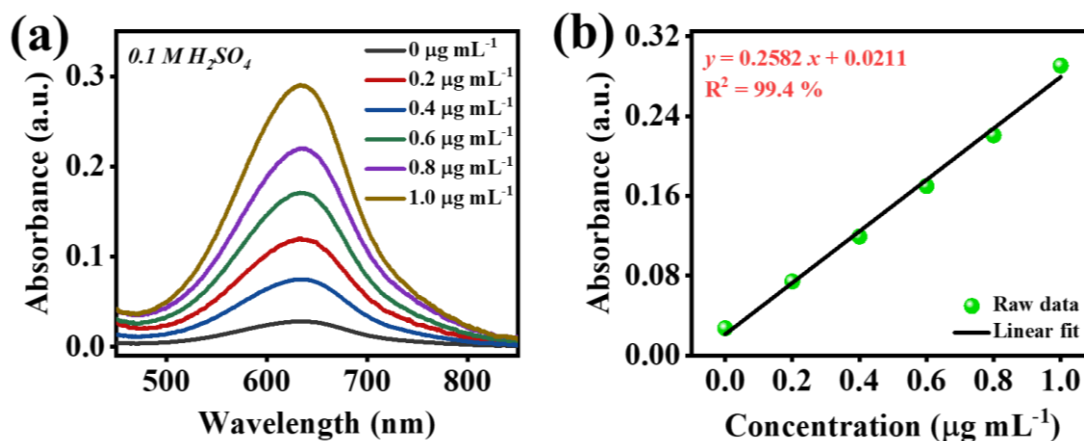 (a)
0.1 M H₂SO₄
0 μg mL⁻¹
0.2 μg mL⁻¹
0.4 μg mL⁻¹
0.6 μg mL⁻¹
0.8 μg mL⁻¹
1.0 μg mL⁻¹
0.3
0.2
0.1
0.0
Absorbance (a.u.)
500
600
700
800
Wavelength (nm)
(b)
y = 0.2582 x + 0.0211
R² = 99.4 %
0.32
0.24
0.16
0.08
0.00
Absorbance (a.u.)
Raw data
Linear fit
0.0
0.2
0.4
0.6
0.8
1.0
Concentration (μg mL⁻¹)